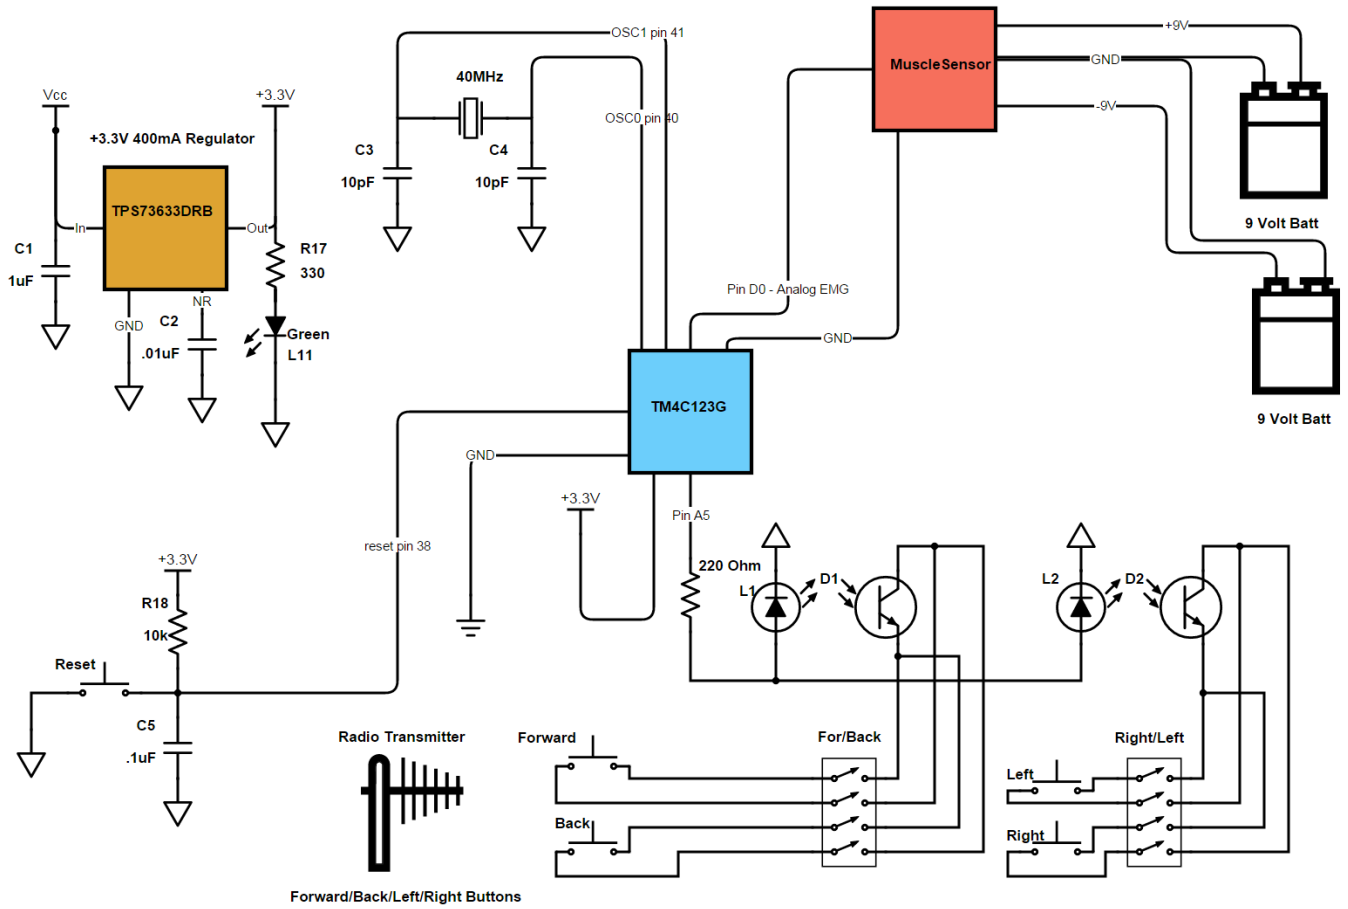 OSC1 pin 41
+9V
MuscleSensor
GND
40MHz
Vcc
+3.3V
-9V
OSC0 pin 40
+3.3V 400mA Regulator
C3
C4
10pF
10pF
TPS73633DRB
In
Out
9 Volt Batt
C1
R17
1uF
330
Pin D0 - Analog EMG
NR
GND
C2
Green
.01uF
L11
GND
TM4C123G
9 Volt Batt
GND
+3.3V
Pin A5
reset pin 38
+3.3V
220 Ohm
L1
D1
L2
D2
R18
10k
Reset
C5
.1uF
Radio Transmitter
Forward
For/Back
Right/Left
Left
Back
Right
Forward/Back/Left/Right Buttons